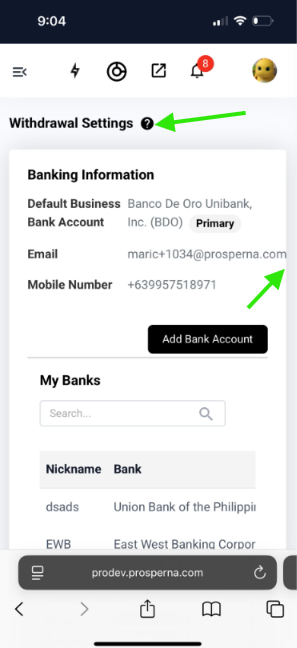 9:04
8
Withdrawal Settings ?
Banking Information
Default Business Banco De Oro Unibank,
Bank Account Inc. (BDO) Primary
Email maric+1034@prosperna.com
Mobile Number +639957518971
Add Bank Account
My Banks
Search...
Nickname Bank
dsads Union Bank of the Philippi
EWB East West Banking Corpor
prodev.prosperna.com